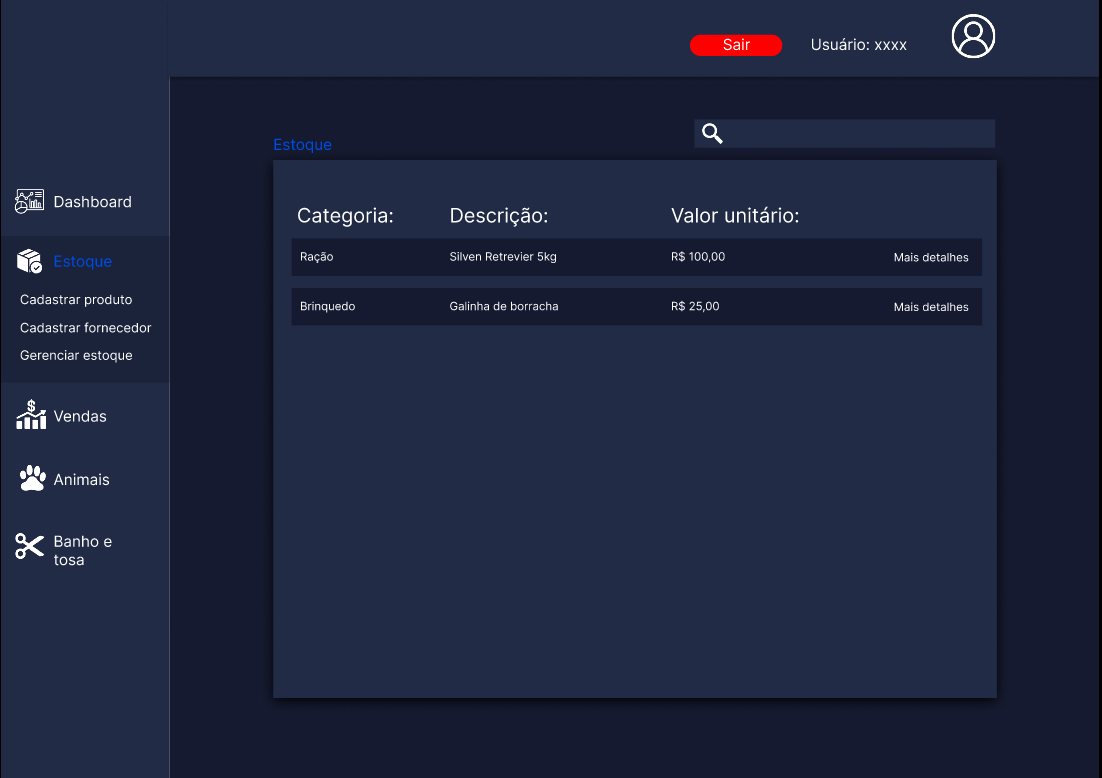 Sair
Usuário: xxxx
Dashboard
Estoque
Cadastrar produto
Cadastrar fornecedor
Gerenciar estoque
Vendas
Animais
Banho e
tosa
Estoque
Categoria: Descrição: Valor unitário:
Ração Silven Retrevier 5kg R$ 100,00 Mais detalhes
Brinquedo Galinha de borracha R$ 25,00 Mais detalhes